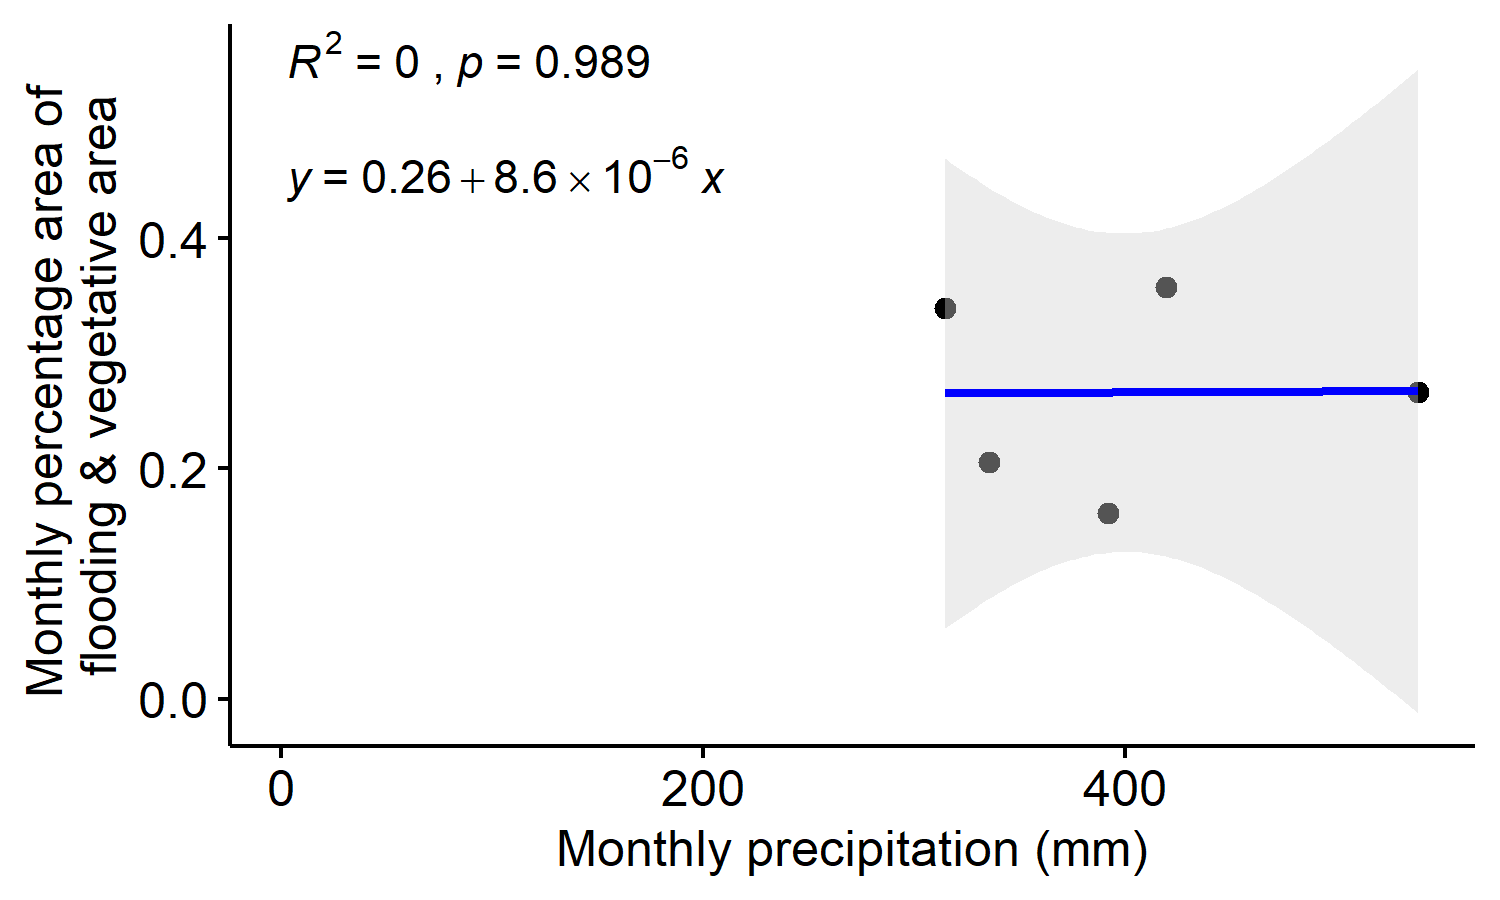 R² = 0 , p = 0.989
y = 0.26 + 8.6 × 10⁻⁶ x
Monthly percentage area of
flooding & vegetative area
0.4
0.2
0.0
0 200 400
Monthly precipitation (mm)